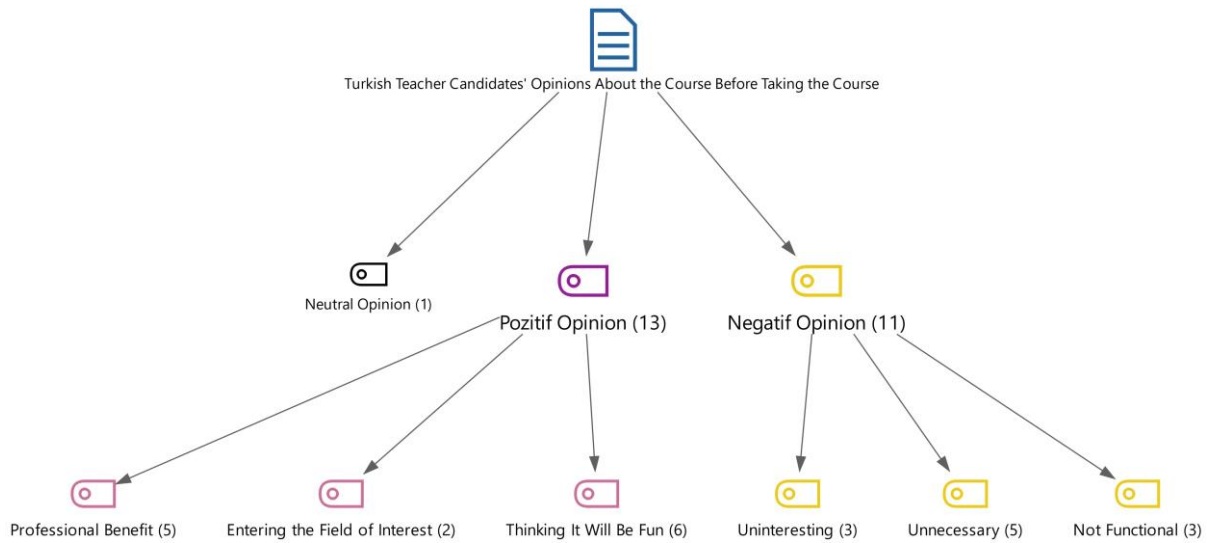 Turkish Teacher Candidates' Opinions About the Course Before Taking the Course
Neutral Opinion (1)
Pozitif Opinion (13)
Negatif Opinion (11)
Professional Benefit (5)
Entering the Field of Interest (2)
Thinking It Will Be Fun (6)
Uninteresting (3)
Unnecessary (5)
Not Functional (3)